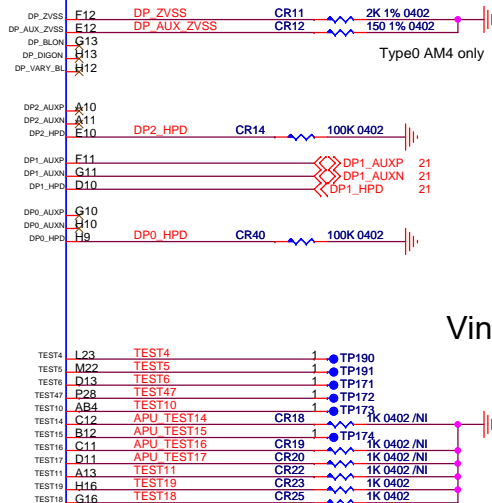 DP_ZVSS F12 DP_ZVSS CR11 2K 1% 0402
DP_AUX_ZVSS E12 DP_AUX_ZVSS CR12 150 1% 0402
DP_BLON G13
DP_DIGON H13 Type0 AM4 only
DP_VARY_BL H12
DP2_AUXP A10
DP2_AUXN A11
DP2_HPD E10 DP2_HPD CR14 100K 0402
DP1_AUXP F11 DP1_AUXP 21
DP1_AUXN G11 DP1_AUXN 21
DP1_HPD D10 DP1_HPD 21
DP0_AUXP G10
DP0_AUXN H10
DP0_HPD H9 DP0_HPD CR40 100K 0402
Vin
TEST4 L23 TEST4 1 TP190
TEST5 M22 TEST5 1 TP191
TEST6 D13 TEST6 1 TP171
TEST47 P28 TEST47 1 TP172
TEST10 AB4 TEST10 1 TP173
TEST14 C12 APU_TEST14 CR18 1K 0402 /NI
TEST15 B12 APU_TEST15 1 TP174
TEST16 C11 APU_TEST16 CR19 1K 0402 /NI
TEST17 D11 APU_TEST17 CR20 1K 0402 /NI
TEST11 A13 TEST11 CR22 1K 0402 /NI
TEST19 H16 TEST19 CR23 1K 0402
TEST18 G16 TEST18 CR25 1K 0402